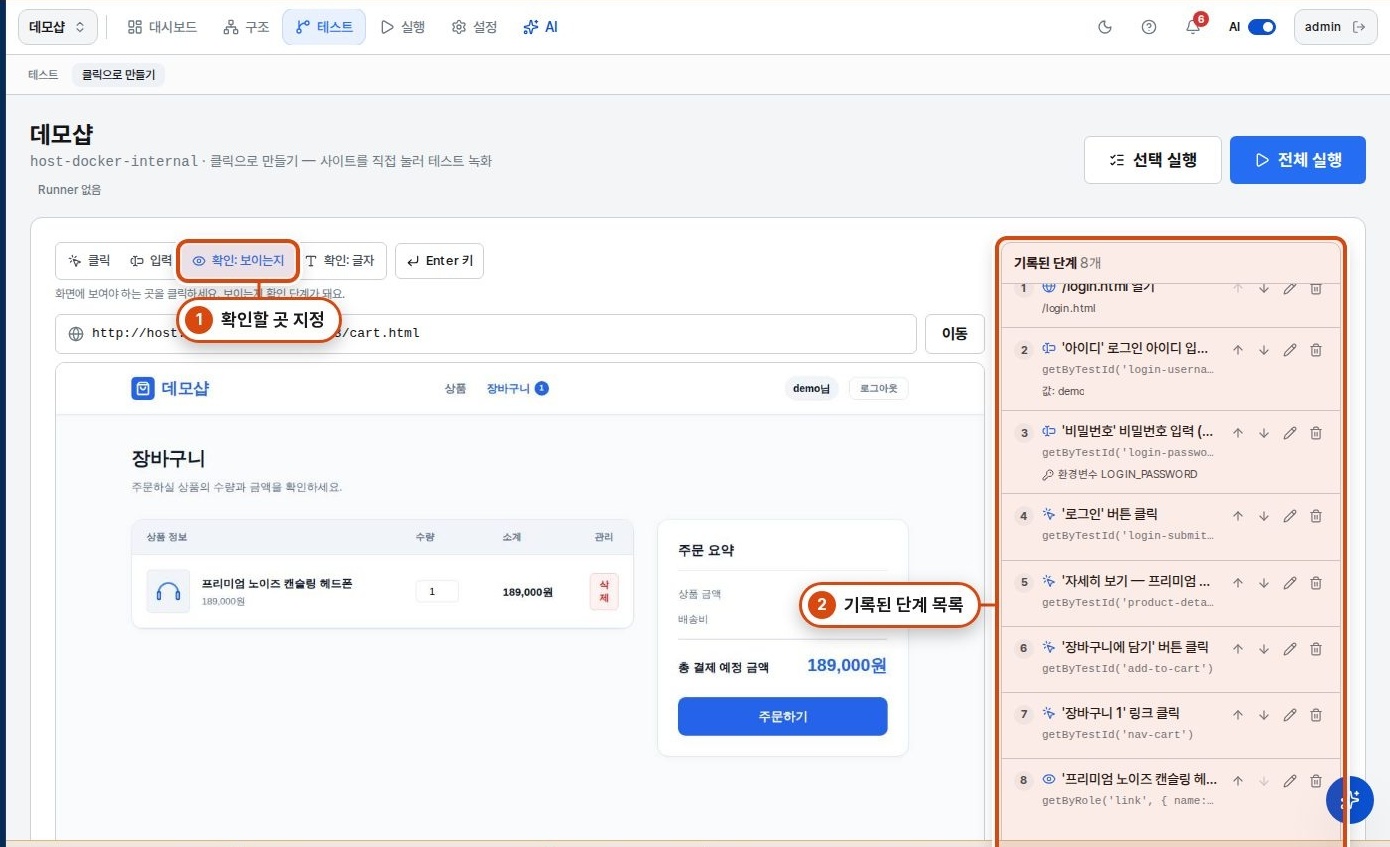 데모샵 대시보드 구조 테스트 실행 설정 AI 6 AI admin
테스트 클릭으로 만들기
데모샵
host-docker-internal · 클릭으로 만들기 — 사이트를 직접 눌러 테스트 녹화
Runner 없음
선택 실행 전체 실행
클릭 입력 확인: 보이는지 확인: 글자 Enter 키
화면에 보여야 하는 곳을 클릭하세요. 보이는지 확인 단계가 돼요.
1 확인할 곳 지정
http://host. 3/cart.html 이동
데모샵 상품 장바구니 1 demo님 로그아웃
장바구니
주문하실 상품의 수량과 금액을 확인하세요.
상품 정보 수량 소계 관리
프리미엄 노이즈 캔슬링 헤드폰
189,000원
1 189,000원 삭
제
주문 요약
상품 금액
배송비
총 결제 예정 금액 189,000원
주문하기
2 기록된 단계 목록
기록된 단계 8개
1 /login.html 열기
/login.html
2 '아이디' 로그인 아이디 입...
getByTestId('login-userna…
값: demo
3 '비밀번호' 비밀번호 입력 (...
getByTestId('login-passwo…
환경변수 LOGIN_PASSWORD
4 '로그인' 버튼 클릭
getByTestId('login-submit…
5 '자세히 보기 — 프리미엄 ...
getByTestId('product-deta…
6 '장바구니에 담기' 버튼 클릭
getByTestId('add-to-cart')
7 '장바구니 1' 링크 클릭
getByTestId('nav-cart')
8 '프리미엄 노이즈 캔슬링 헤...
getByRole('link', { name:…